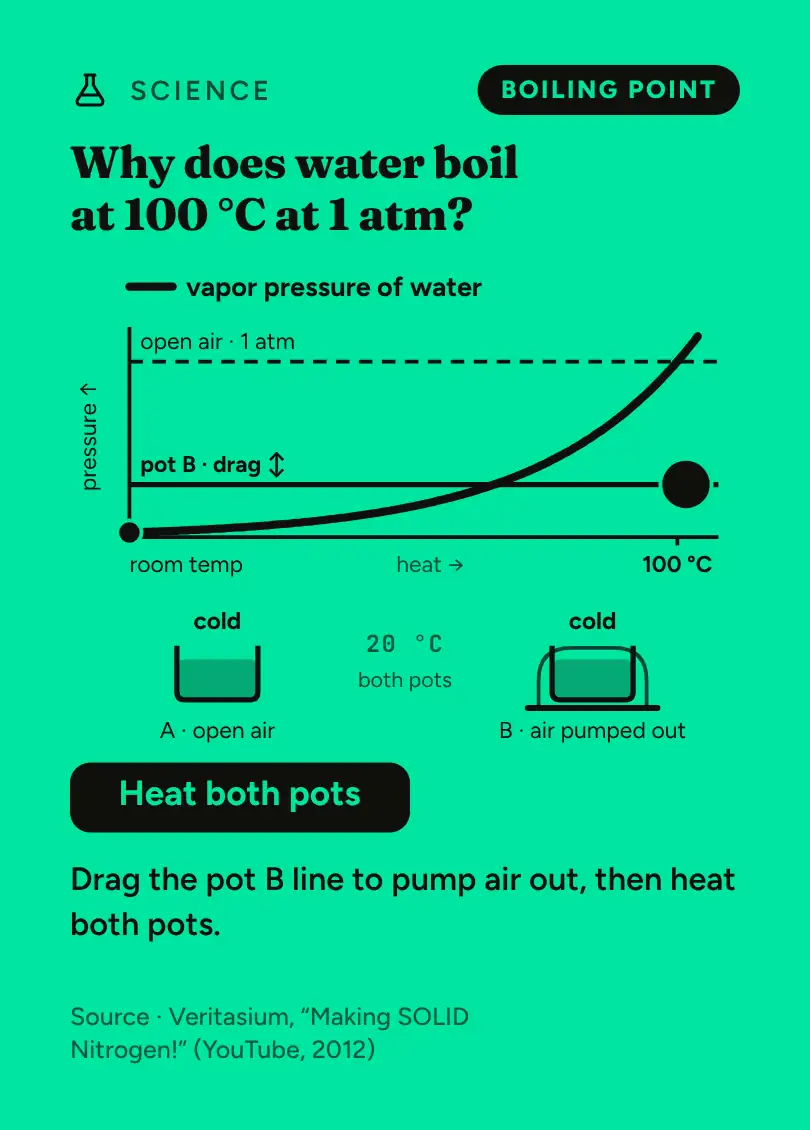 SCIENCE
BOILING POINT
Why does water boil
at 100 °C at 1 atm?
vapor pressure of water
open air · 1 atm
pressure →
pot B · drag ↕
room temp
heat →
100 °C
cold
20 °C
cold
both pots
A · open air
B · air pumped out
Heat both pots
Drag the pot B line to pump air out, then heat
both pots.
Source · Veritasium, “Making SOLID
Nitrogen!” (YouTube, 2012)